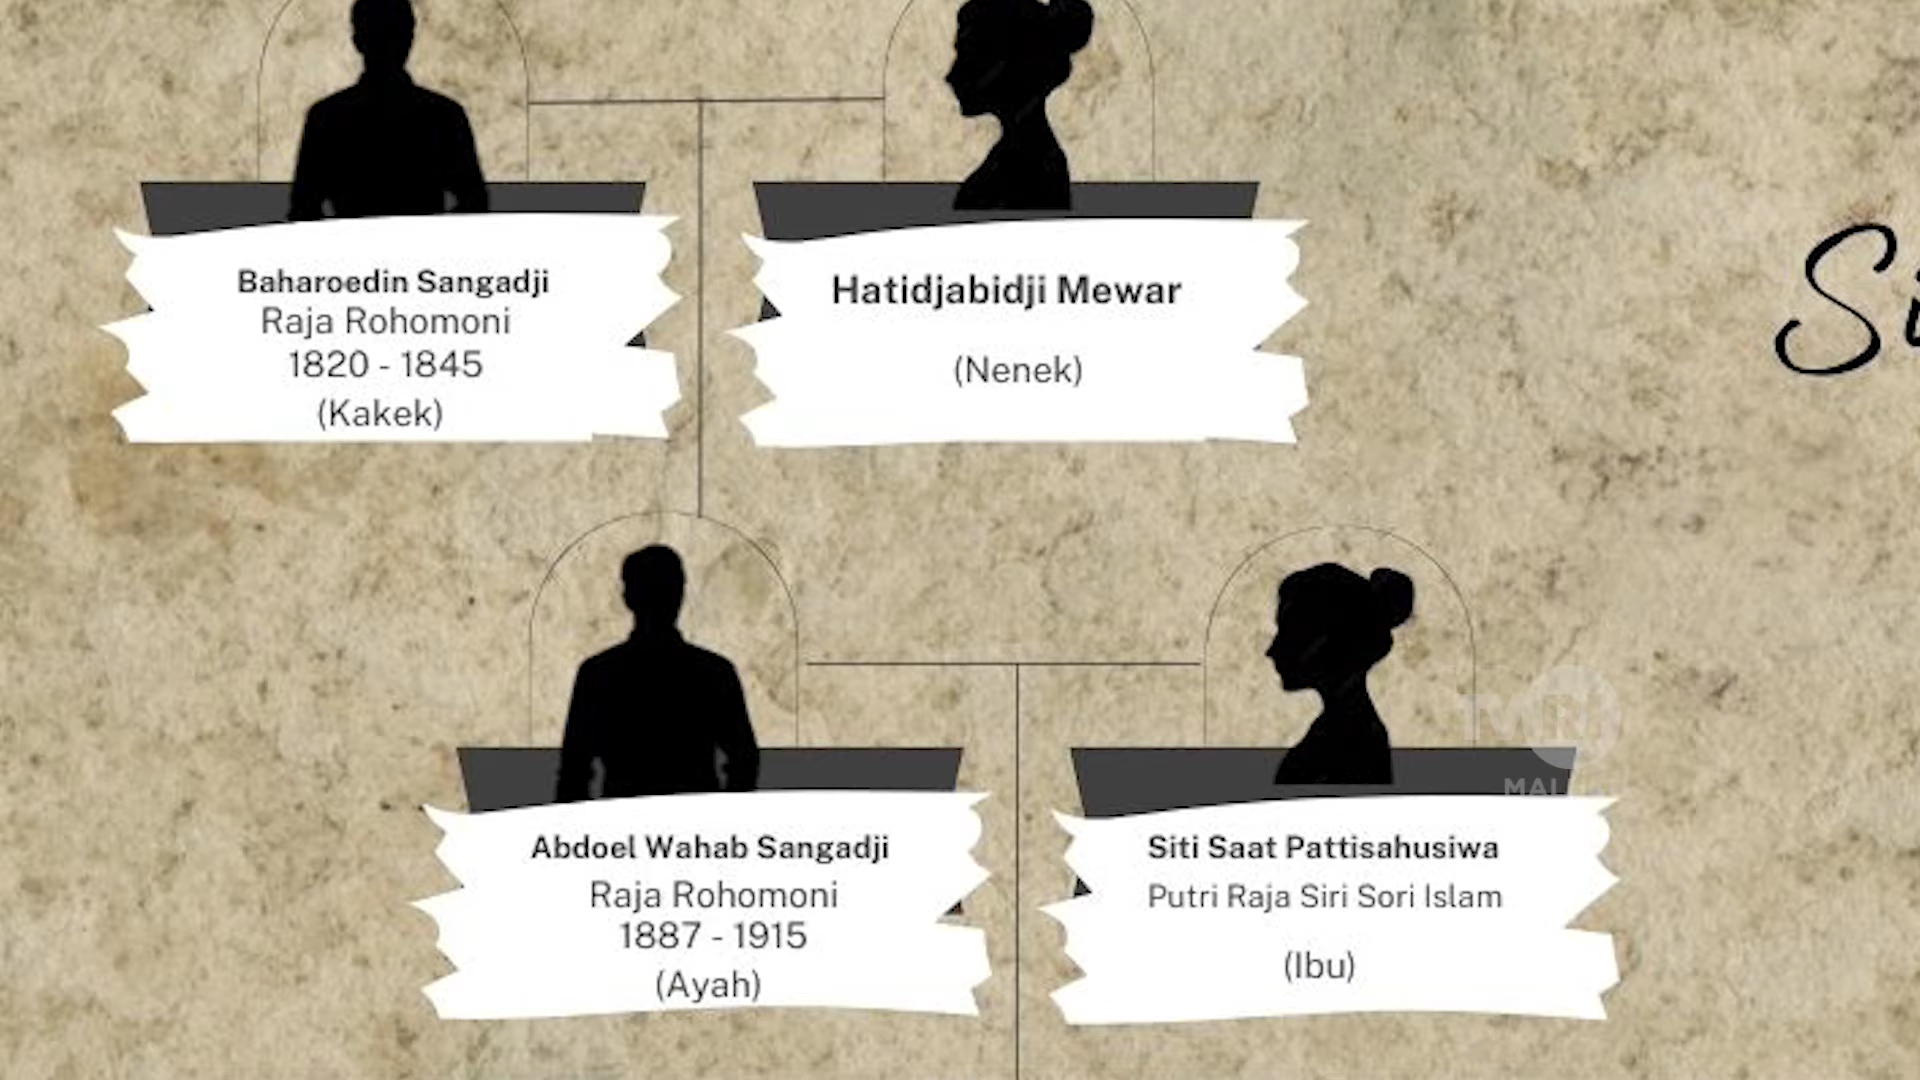 Baharoedin Sangadji
Raja Rohomoni
1820 - 1845
(Kakek)
Hatidjabidji Mewar
(Nenek)
Abdoel Wahab Sangadji
Raja Rohomoni
1887 - 1915
(Ayah)
Siti Saat Pattisahusiwa
Putri Raja Siri Sori Islam
(Ibu)
TVRI